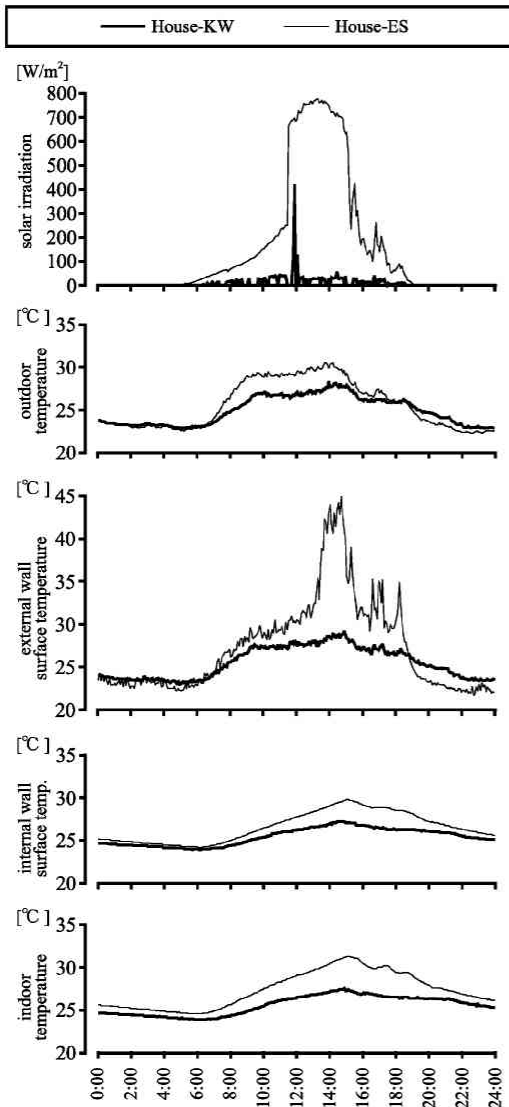 House-KW House-ES
[W/m²]
solar irradiation
800
700
600
500
400
300
200
100
0
[℃]
outdoor
temperature
35
30
25
20
[℃]
external wall
surface temperature
45
40
35
30
25
20
[℃]
internal wall
surface temp.
35
30
25
20
[℃]
indoor
temperature
35
30
25
20
0:00 2:00 4:00 6:00 8:00 10:00 12:00 14:00 16:00 18:00 20:00 22:00 24:00